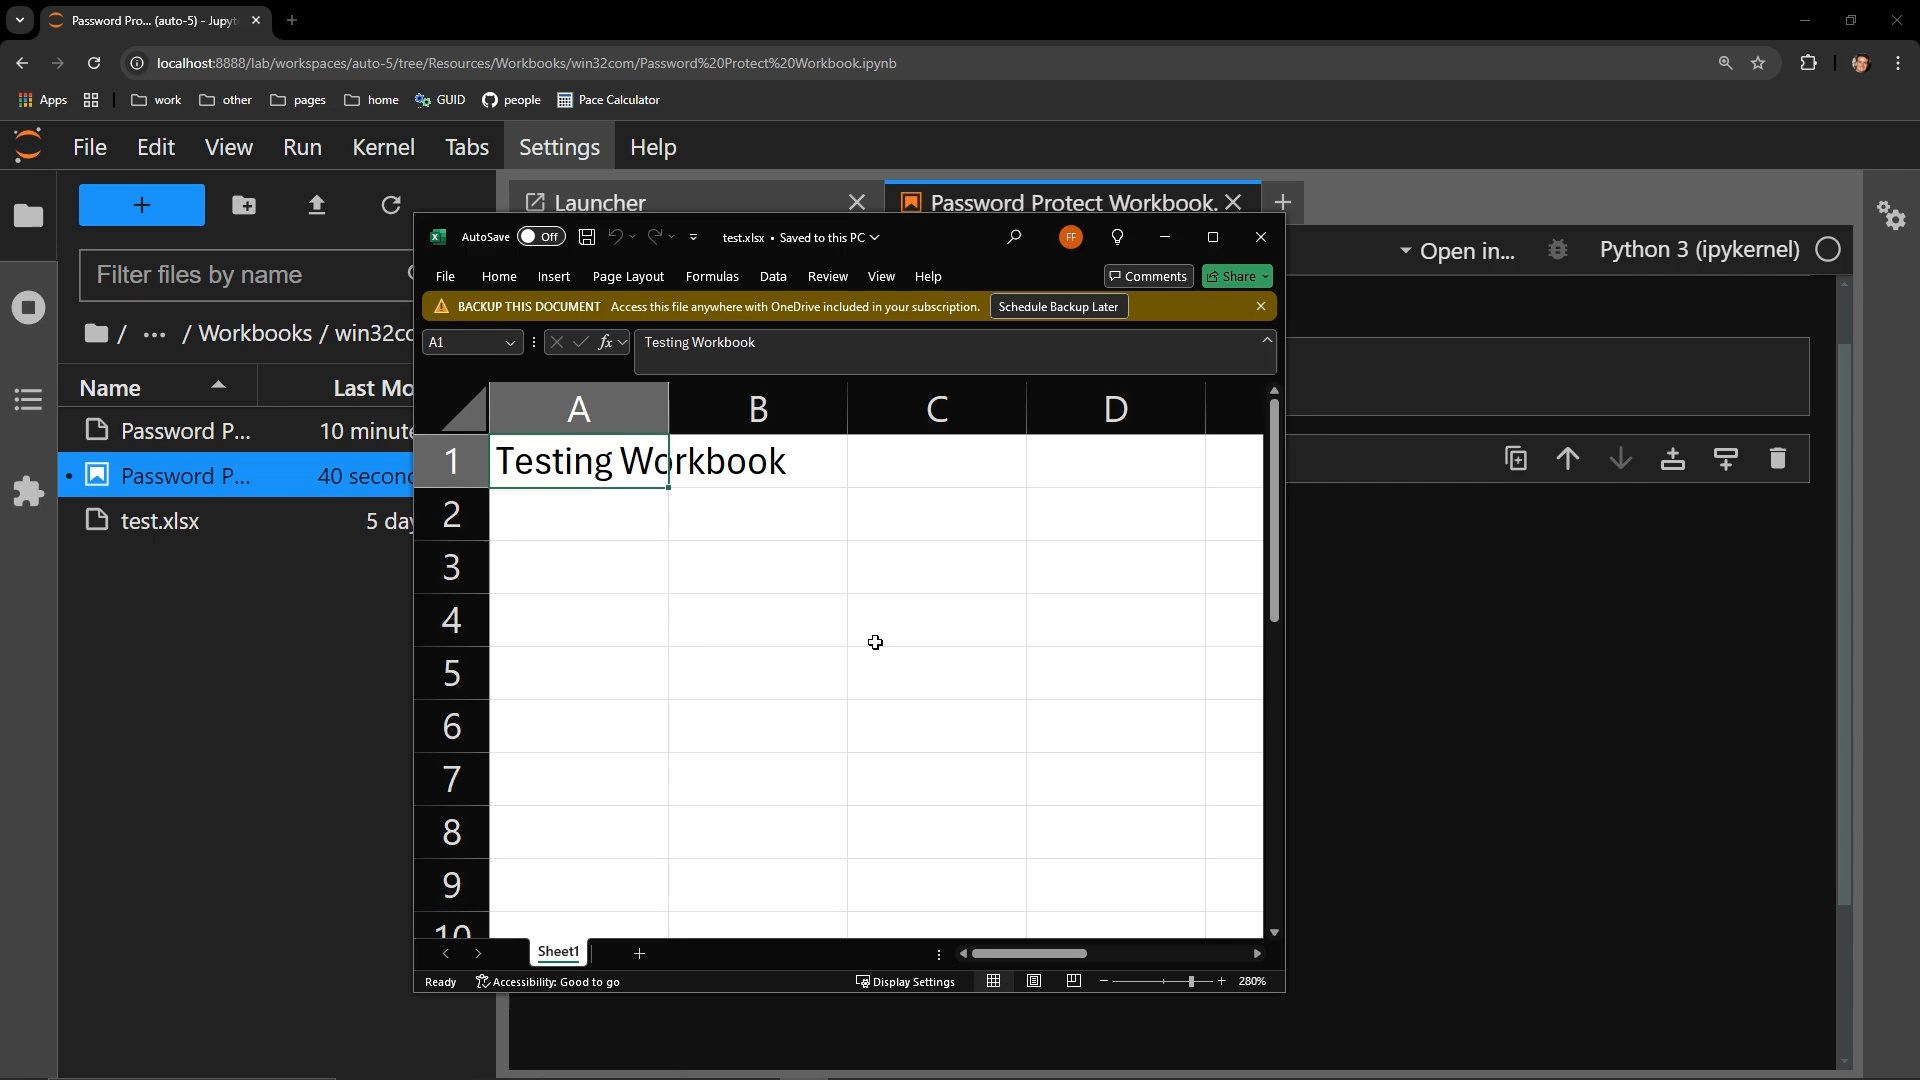 Password Pro... (auto-5) - Jupyt
localhost:8888/lab/workspaces/auto-5/tree/Resources/Workbooks/win32com/Password%20Protect%20Workbook.ipynb
Apps
work
other
pages
home
GUID
people
Pace Calculator
File
Edit
View
Run
Kernel
Tabs
Settings
Help
Launcher
Password Protect Workbook.
Open in...
Python 3 (ipykernel)
Filter files by name
/ ... / Workbooks / win32co
Name
Last Mo
Password P...
10 minute
Password P...
40 second
test.xlsx
5 day
AutoSave
Off
test.xlsx • Saved to this PC
FF
File
Home
Insert
Page Layout
Formulas
Data
Review
View
Help
Comments
Share
BACKUP THIS DOCUMENT Access this file anywhere with OneDrive included in your subscription.
Schedule Backup Later
A1
fx
Testing Workbook
A
B
C
D
1
Testing Workbook
2
3
4
5
6
7
8
9
10
Sheet1
Ready
Accessibility: Good to go
Display Settings
280%